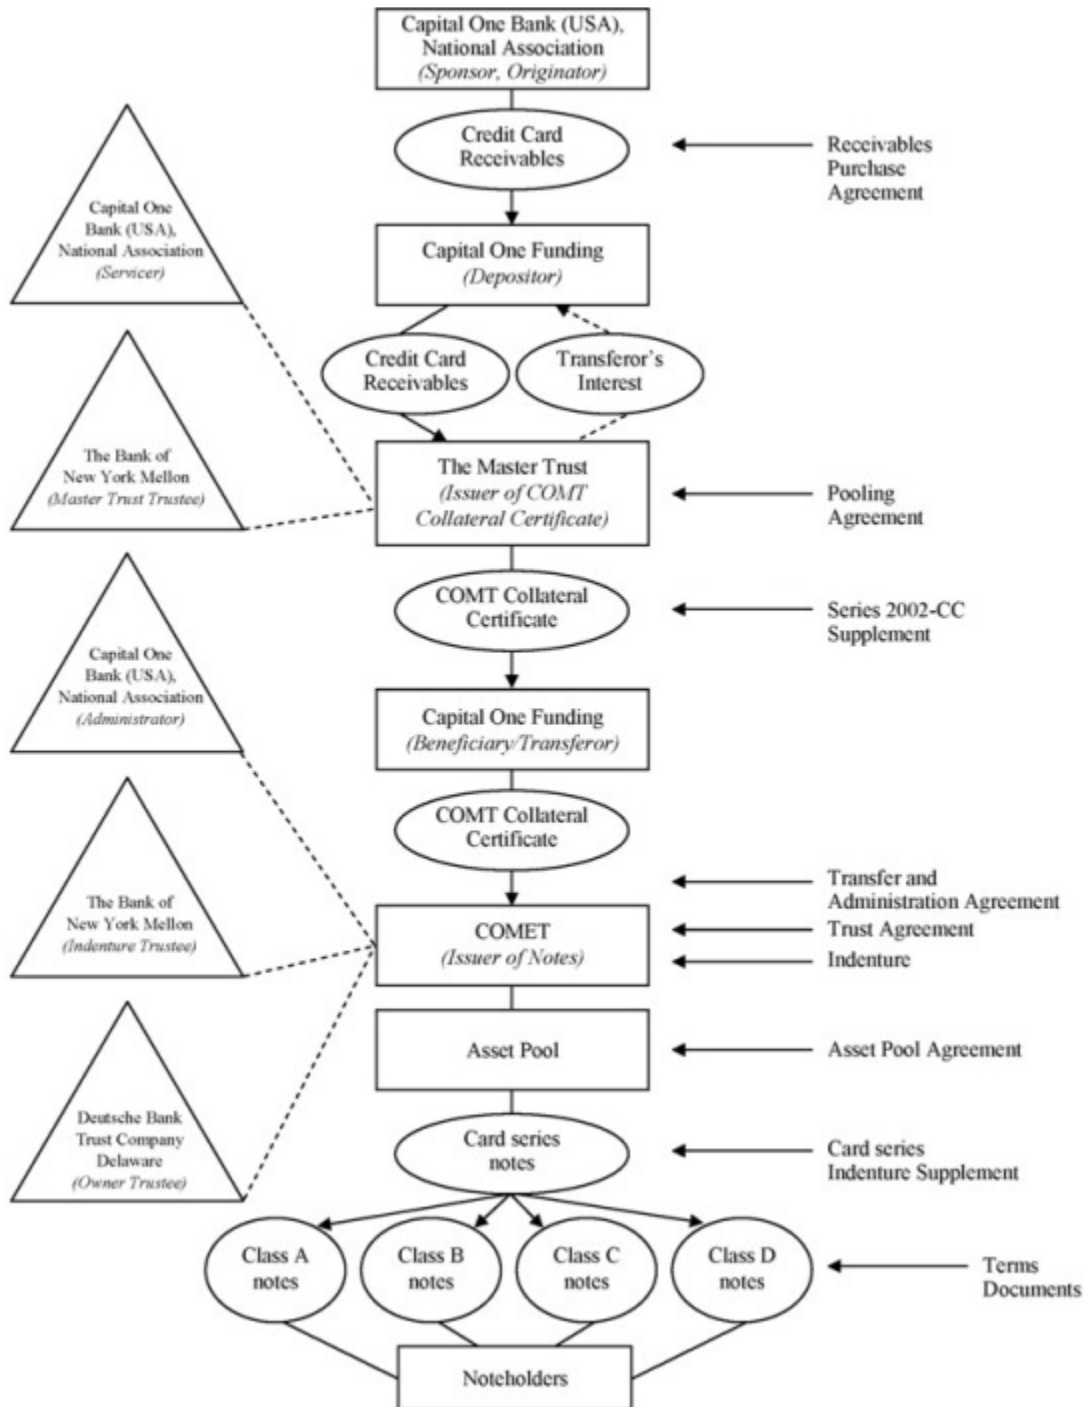 Capital One Bank (USA),
National Association
(Sponsor, Originator)
Credit Card
Receivables
Receivables
Purchase
Agreement
Capital One
Bank (USA),
National Association
(Servicer)
Capital One Funding
(Depositor)
Credit Card
Receivables
Transferor's
Interest
The Bank of
New York Mellon
(Master Trust Trustee)
The Master Trust
(Issuer of COMT
Collateral Certificate)
Pooling
Agreement
COMT Collateral
Certificate
Series 2002-CC
Supplement
Capital One
Bank (USA),
National Association
(Administrator)
Capital One Funding
(Beneficiary/Transferor)
COMT Collateral
Certificate
The Bank of
New York Mellon
(Indenture Trustee)
Transfer and
Administration Agreement
COMET
(Issuer of Notes)
Trust Agreement
Indenture
Asset Pool
Asset Pool Agreement
Deutsche Bank
Trust Company
Delaware
(Owner Trustee)
Card series
notes
Card series
Indenture Supplement
Class A
notes
Class B
notes
Class C
notes
Class D
notes
Terms
Documents
Noteholders